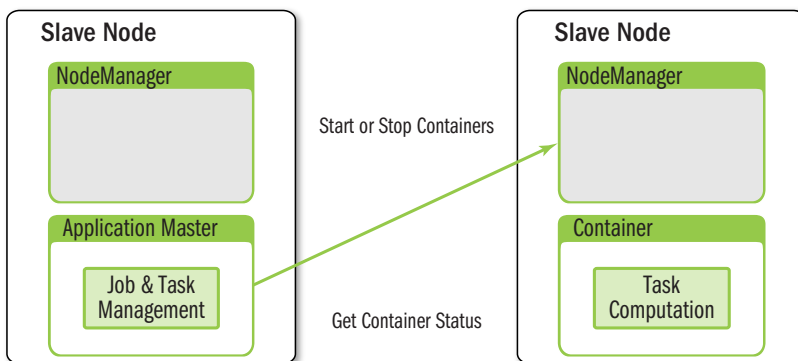 Slave Node
NodeManager
Application Master
Job & Task
Management
Start or Stop Containers
Get Container Status
Slave Node
NodeManager
Container
Task
Computation